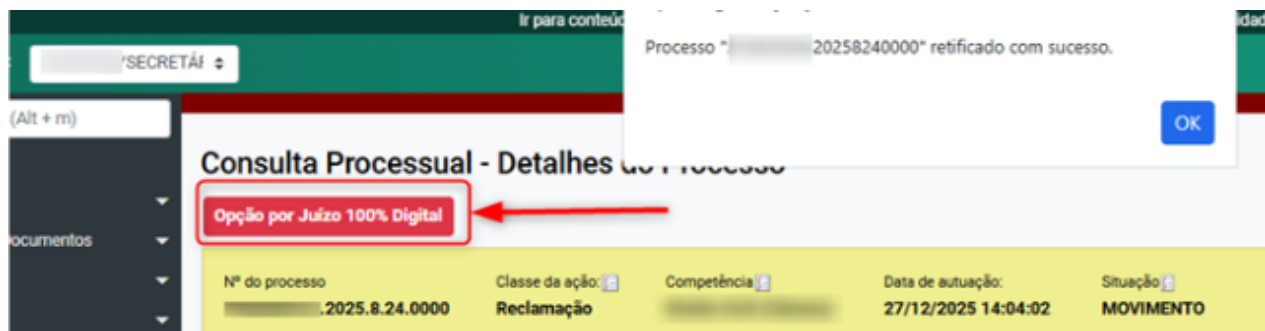 Ir para conteúd
Processo " 20258240000" retificado com sucesso.
/SECRETÁR
(Alt + m)
OK
Consulta Processual - Detalhes do Processo
Opção por Juízo 100% Digital
ocumentos
Nº do processo
Classe da ação:
Competência
Data de autuação:
Situação
.2025.8.24.0000
Reclamação
27/12/2025 14:04:02
MOVIMENTO